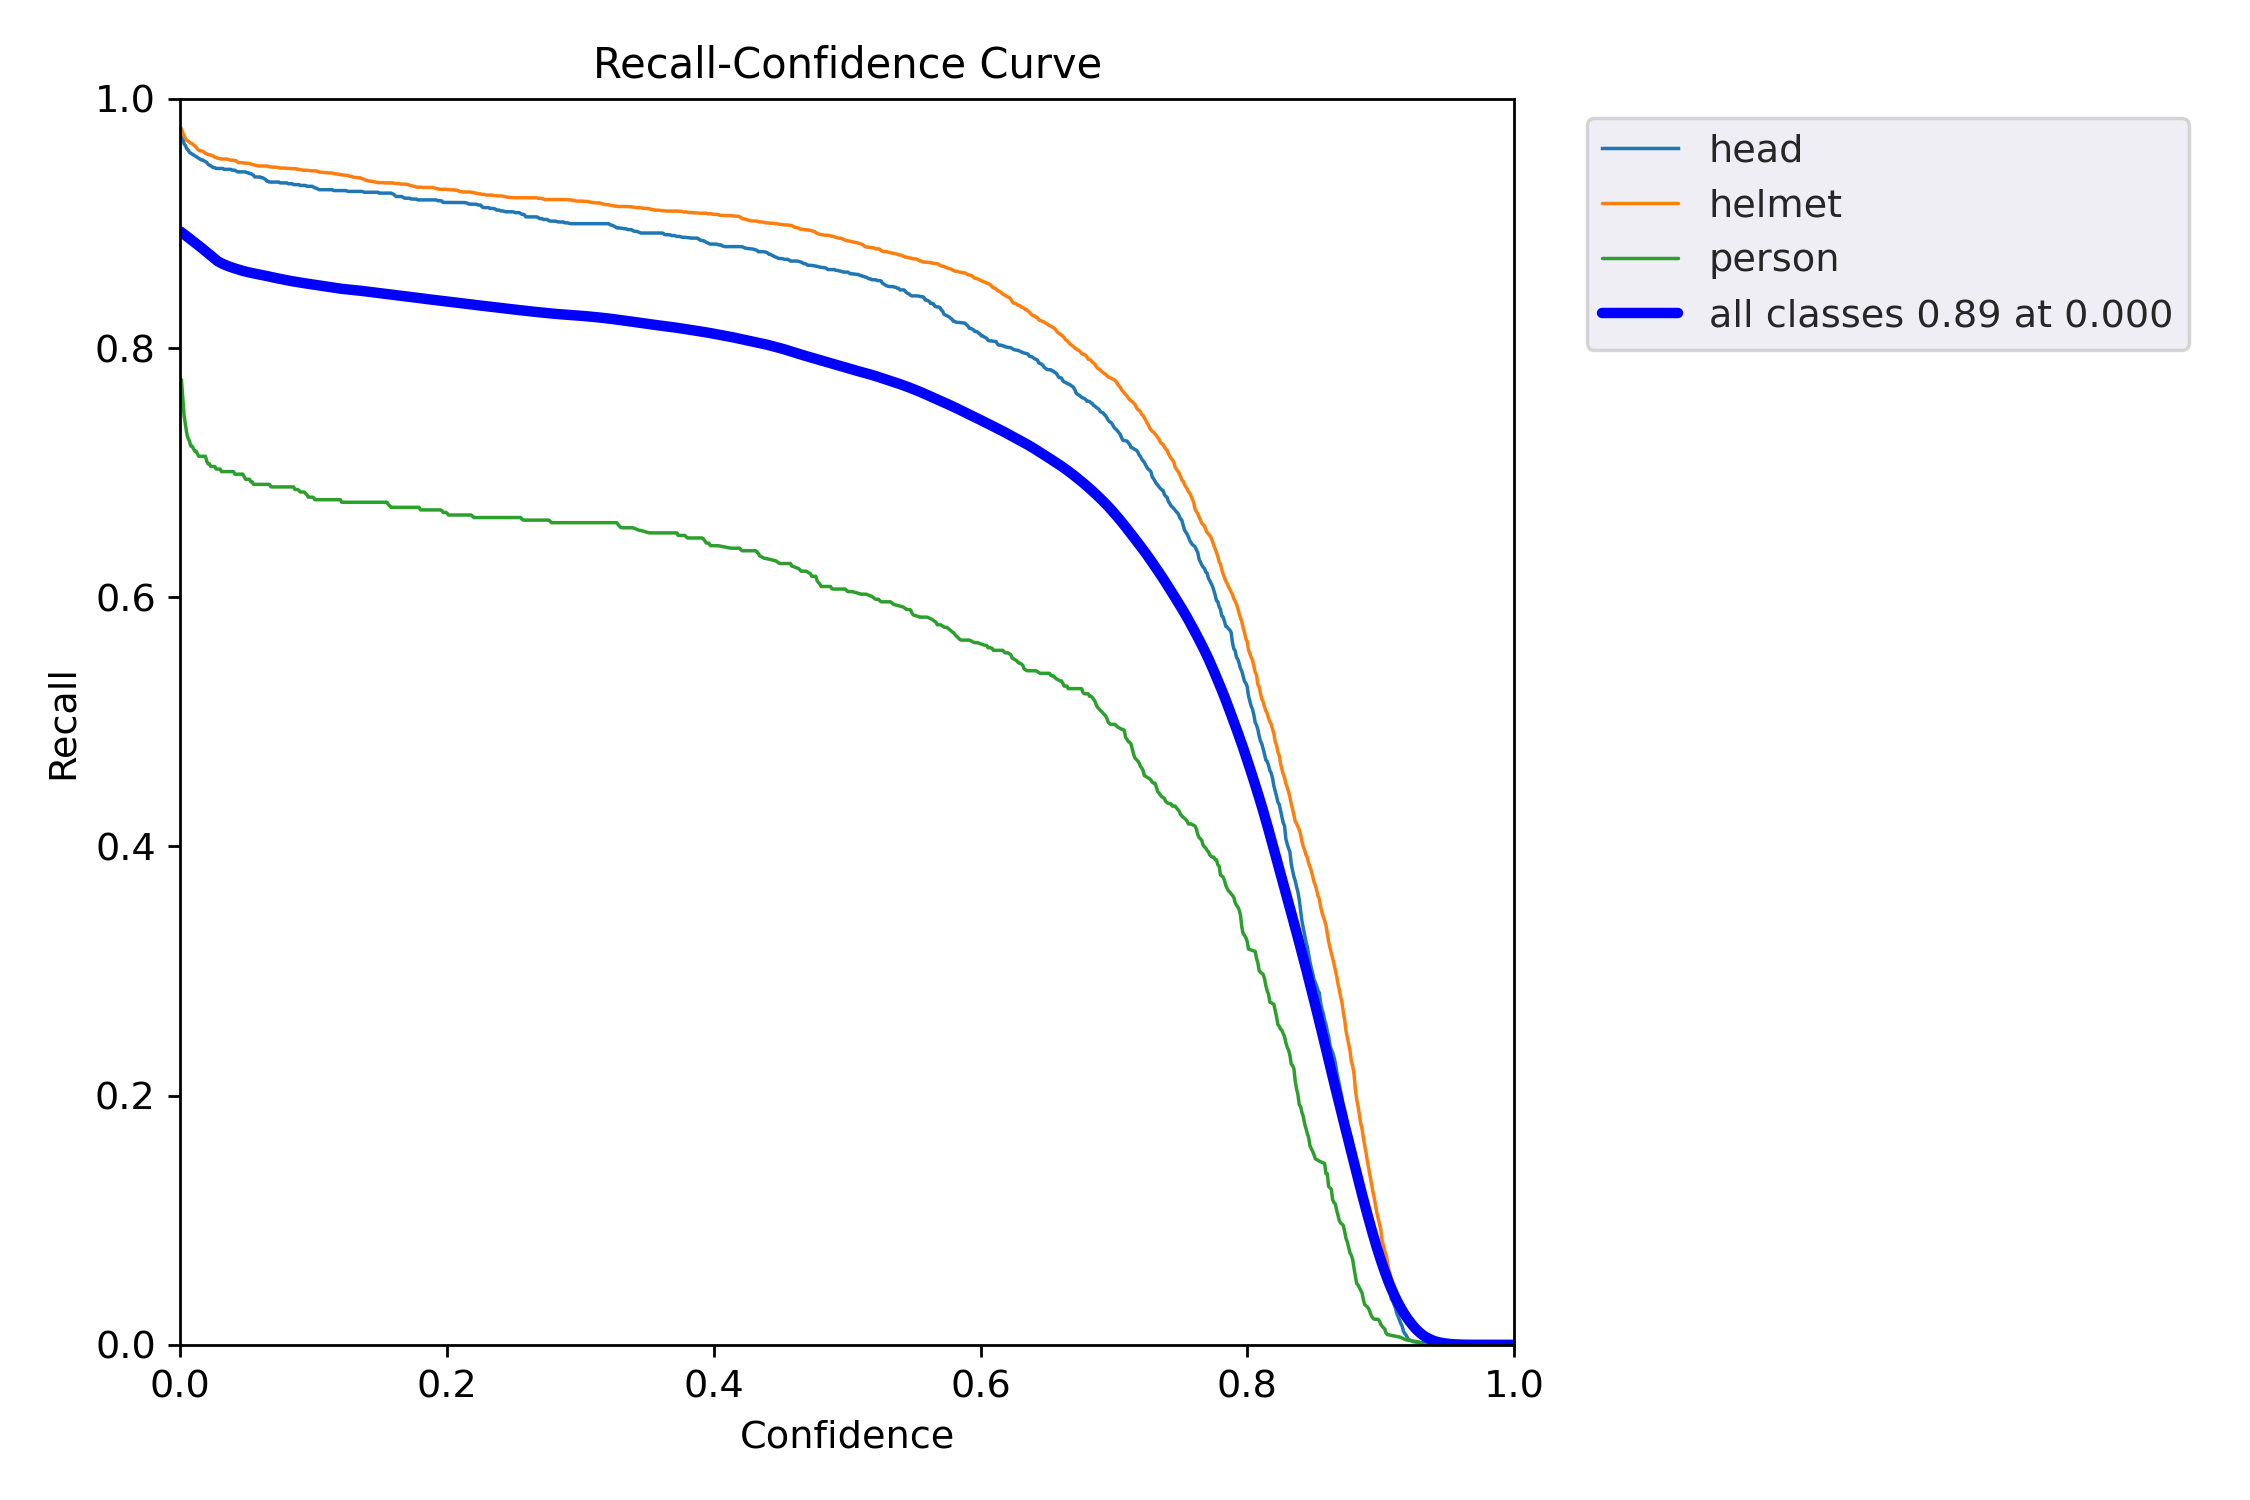 Recall-Confidence Curve
1.0
0.8
0.6
0.4
0.2
0.0
Recall
0.0 0.2 0.4 0.6 0.8 1.0
Confidence
head
helmet
person
all classes 0.89 at 0.000